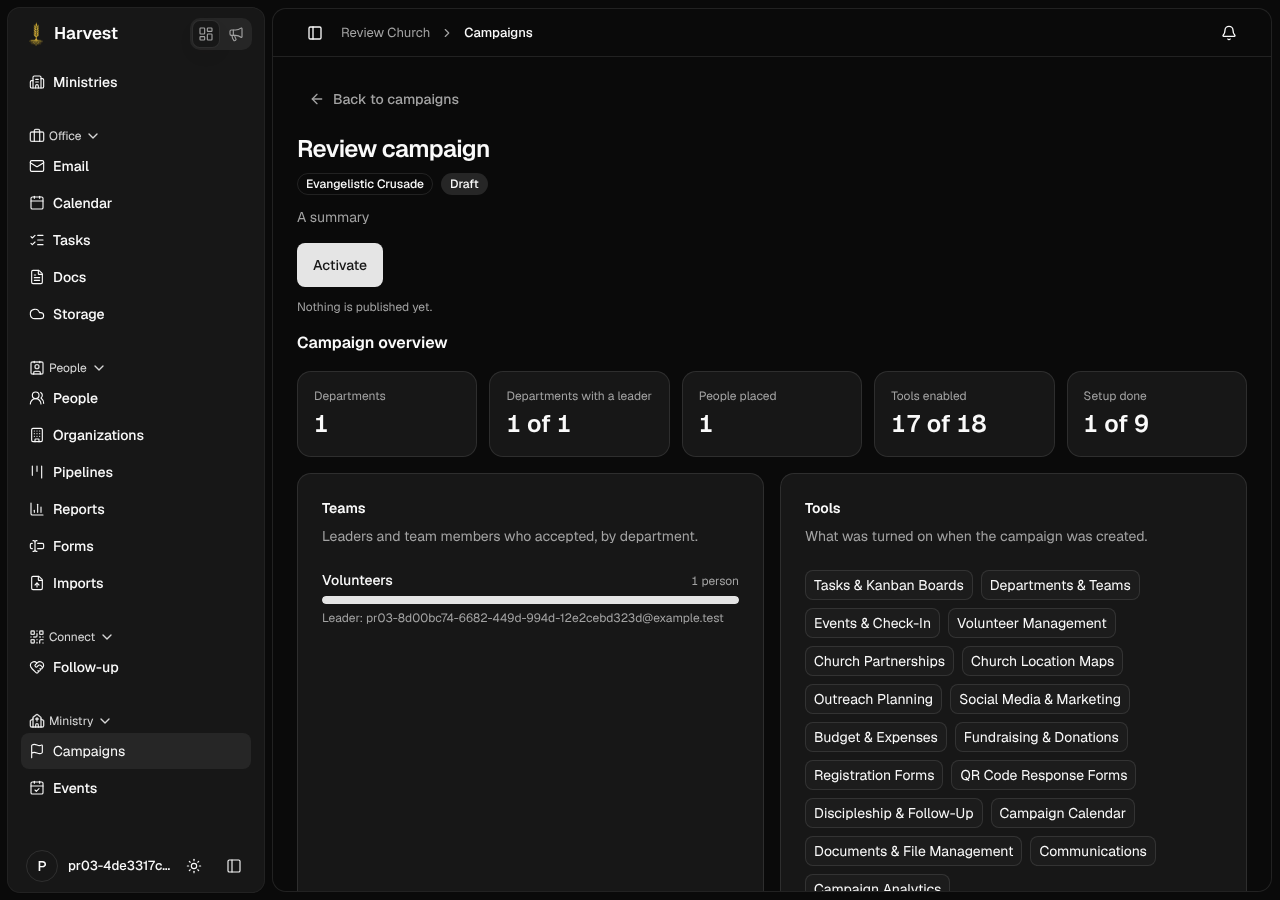 Harvest
Ministries
Office
Email
Calendar
Tasks
Docs
Storage
People
People
Organizations
Pipelines
Reports
Forms
Imports
Connect
Follow-up
Ministry
Campaigns
Events
P
pr03-4de3317c...
Review Church > Campaigns
Back to campaigns
Review campaign
Evangelistic Crusade
Draft
A summary
Activate
Nothing is published yet.
Campaign overview
Departments
1
Departments with a leader
1 of 1
People placed
1
Tools enabled
17 of 18
Setup done
1 of 9
Teams
Leaders and team members who accepted, by department.
Volunteers
1 person
Leader: pr03-8d00bc74-6682-449d-994d-12e2cebd323d@example.test
Tools
What was turned on when the campaign was created.
Tasks & Kanban Boards
Departments & Teams
Events & Check-In
Volunteer Management
Church Partnerships
Church Location Maps
Outreach Planning
Social Media & Marketing
Budget & Expenses
Fundraising & Donations
Registration Forms
QR Code Response Forms
Discipleship & Follow-Up
Campaign Calendar
Documents & File Management
Communications
Campaign Analytics